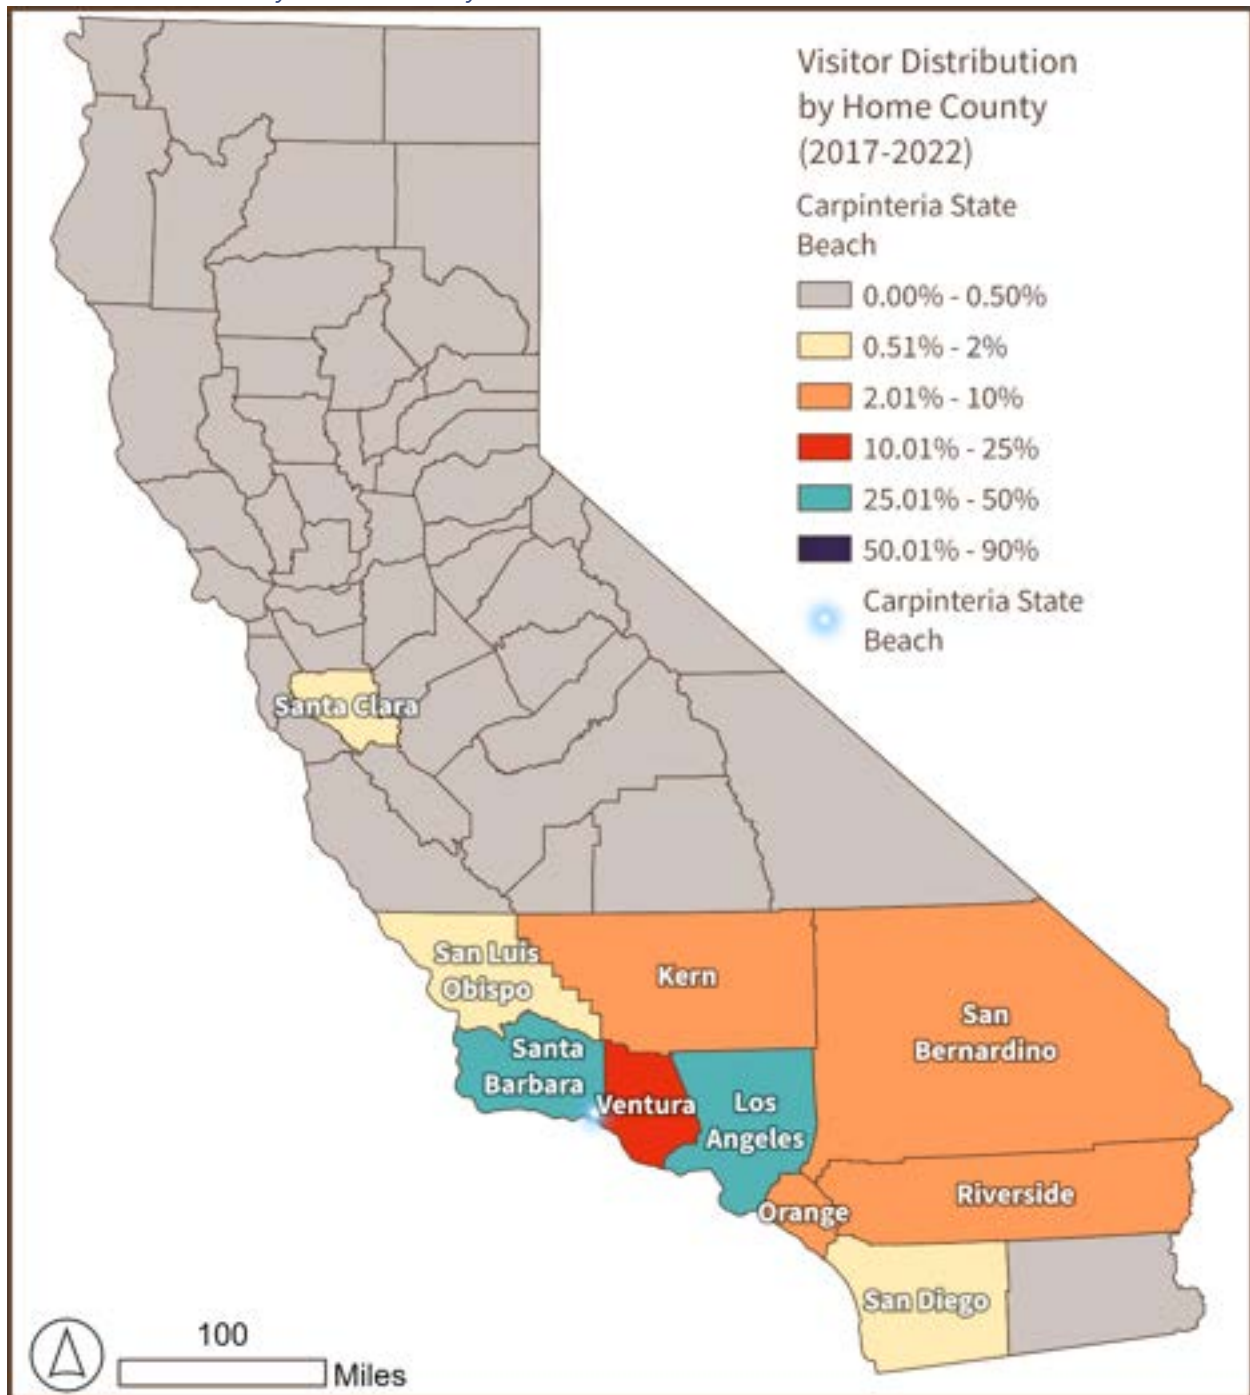 Visitor Distribution
by Home County
(2017-2022)
Carpinteria State
Beach
0.00% - 0.50%
0.51% - 2%
2.01% - 10%
10.01% - 25%
25.01% - 50%
50.01% - 90%
Carpinteria State
Beach
Santa Clara
San Luis
Obispo
Kern
San
Bernardino
Santa
Barbara
Ventura
Los
Angeles
Riverside
Orange
San Diego
100
Miles